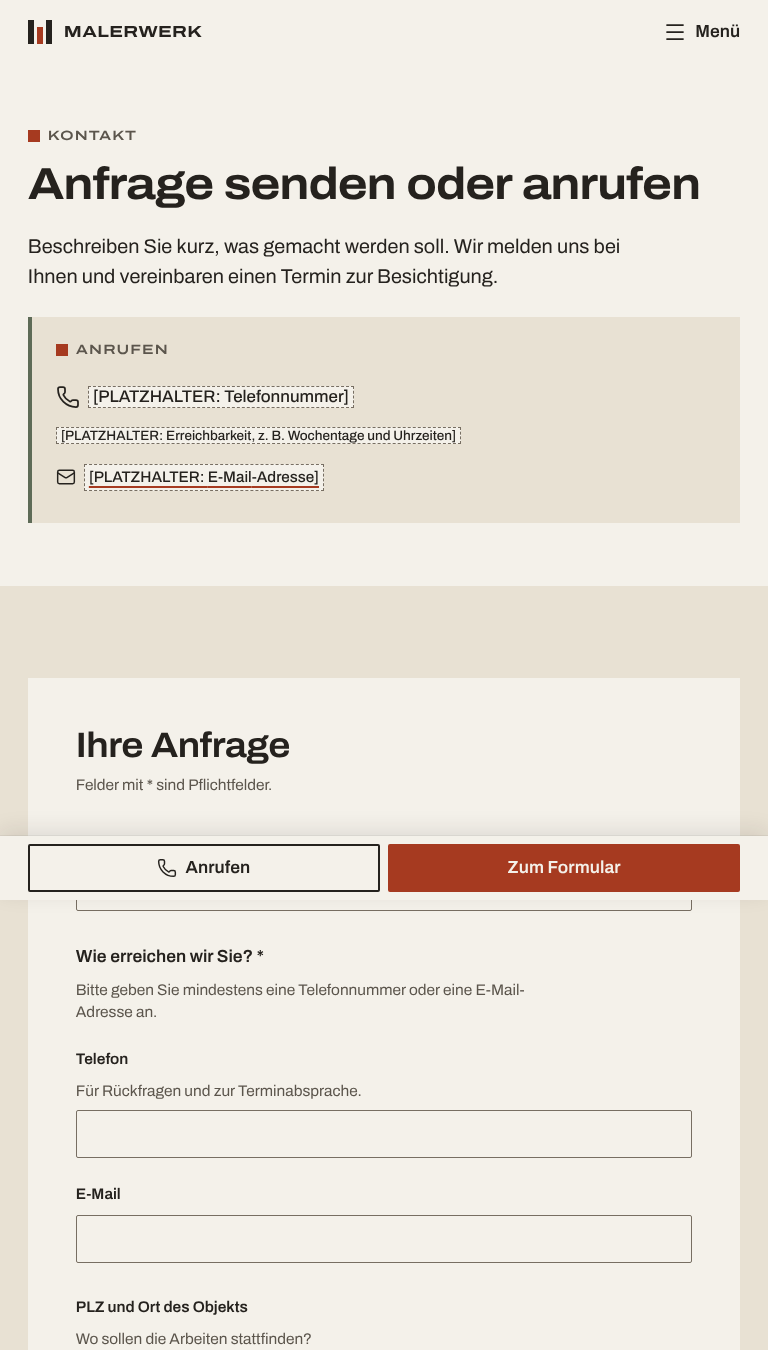 MALERWERK
Menü
KONTAKT
Anfrage senden oder anrufen
Beschreiben Sie kurz, was gemacht werden soll. Wir melden uns bei
Ihnen und vereinbaren einen Termin zur Besichtigung.
ANRUFEN
[PLATZHALTER: Telefonnummer]
[PLATZHALTER: Erreichbarkeit, z. B. Wochentage und Uhrzeiten]
[PLATZHALTER: E-Mail-Adresse]
Ihre Anfrage
Felder mit * sind Pflichtfelder.
Anrufen
Zum Formular
Wie erreichen wir Sie? *
Bitte geben Sie mindestens eine Telefonnummer oder eine E-Mail-
Adresse an.
Telefon
Für Rückfragen und zur Terminabsprache.
E-Mail
PLZ und Ort des Objekts
Wo sollen die Arbeiten stattfinden?